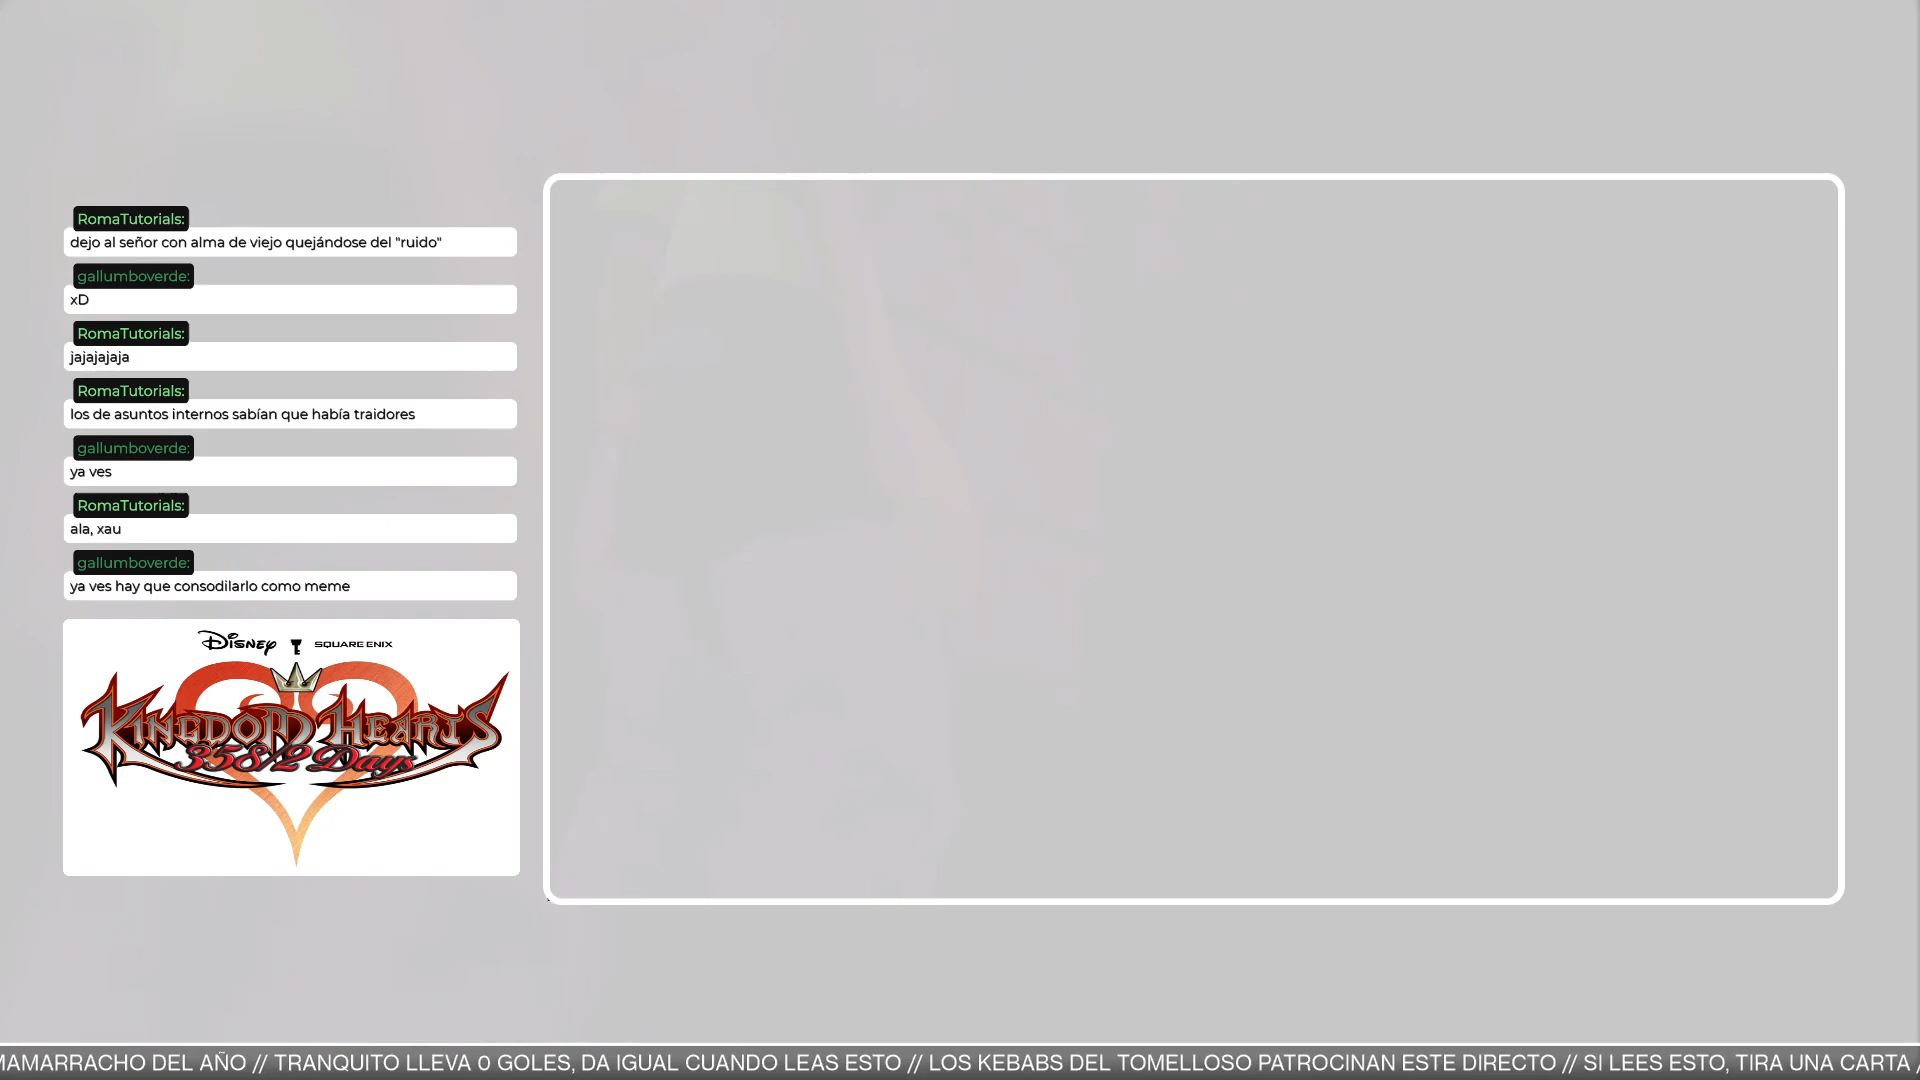 RomaTutorials:
dejo al señor con alma de viejo quejándose del "ruido"
gallumboverde:
xD
RomaTutorials:
jajajajaja
RomaTutorials:
los de asuntos internos sabían que había traidores
gallumboverde:
ya ves
RomaTutorials:
ala, xau
gallumboverde:
ya ves hay que consodilarlo como meme
Disney SQUARE ENIX
KINGDOM HEARTS
358/2 Days
MAMARRACHO DEL AÑO // TRANQUITO LLEVA 0 GOLES, DA IGUAL CUANDO LEAS ESTO // LOS KEBABS DEL TOMELLOSO PATROCINAN ESTE DIRECTO // SI LEES ESTO, TIRA UNA CARTA /